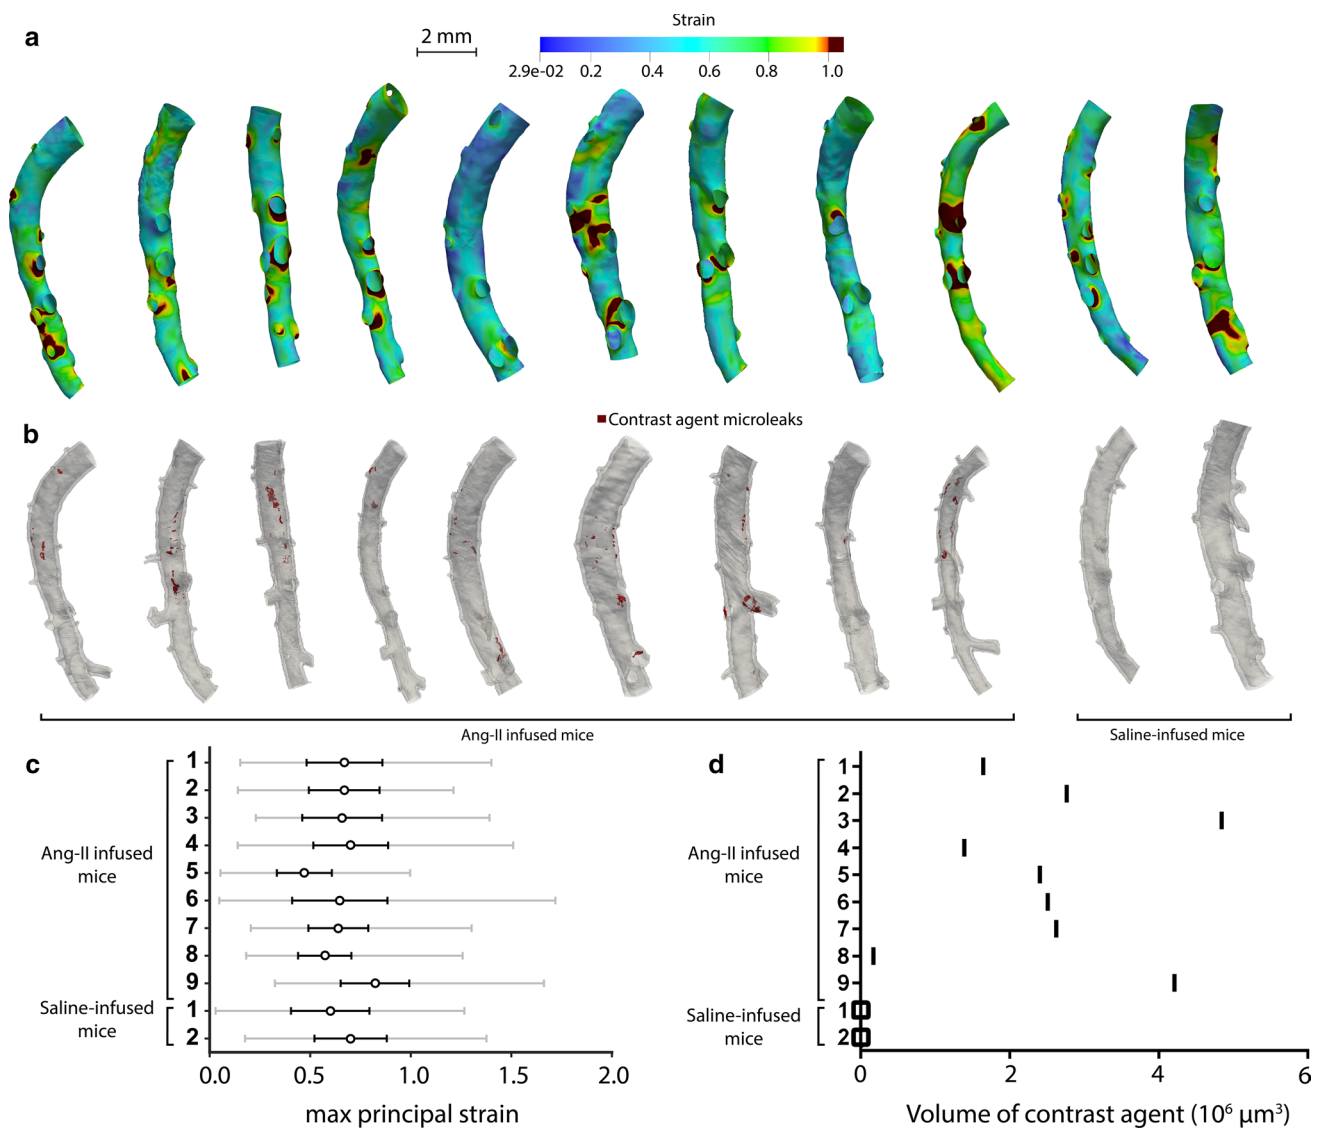 a
2 mm
Strain
2.9e-02 0.2 0.4 0.6 0.8 1.0
b
Contrast agent microleaks
Ang-II infused mice
Saline-infused mice
c
Ang-II infused
mice
1
2
3
4
5
6
7
8
9
Saline-infused
mice
1
2
0.0 0.5 1.0 1.5 2.0
max principal strain
d
Ang-II infused
mice
1
2
3
4
5
6
7
8
9
Saline-infused
mice
1
2
0 2 4 6
Volume of contrast agent (10⁶ µm³)